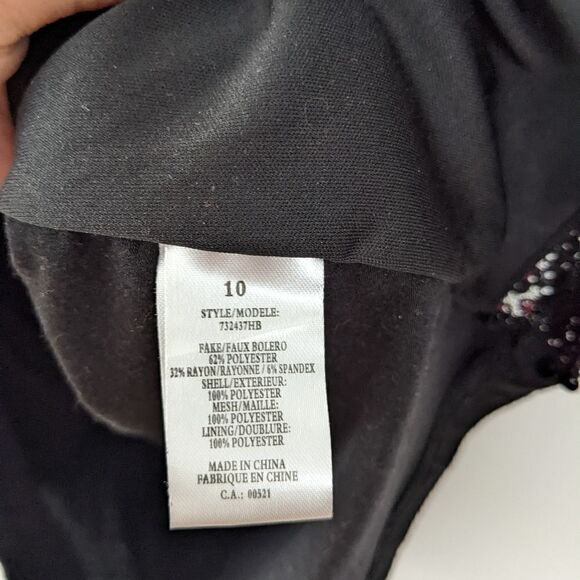 10
STYLE/MODELE:
732437HB
FAKE/FAUX BOLERO
62% POLYESTER
32% RAYON/RAYONNE / 6% SPANDEX
SHELL/EXTERIEUR:
100% POLYESTER
MESH/MAILLE:
100% POLYESTER
LINING/DOUBLURE:
100% POLYESTER
MADE IN CHINA
FABRIQUE EN CHINE
C.A.: 00521